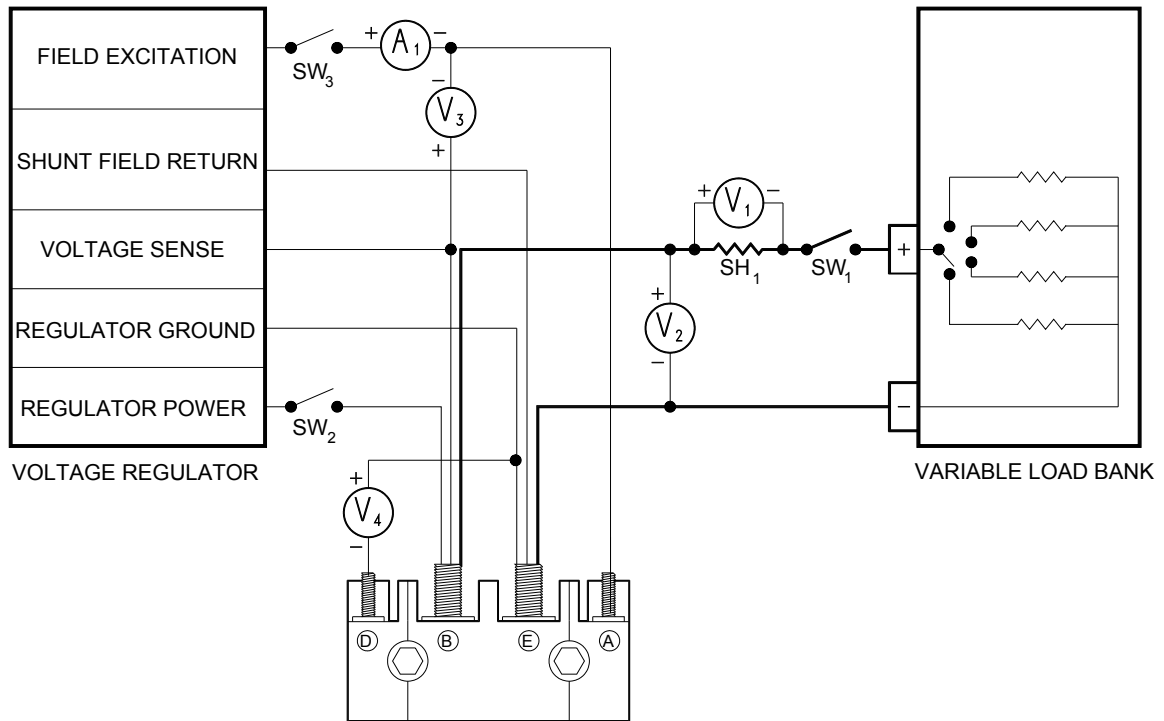 FIELD EXCITATION
SHUNT FIELD RETURN
VOLTAGE SENSE
REGULATOR GROUND
REGULATOR POWER
VOLTAGE REGULATOR
SW3
+ A1 −
− V3 +
SW2
+ V4 −
+ V1 −
SH1
SW1
+ V2 −
+
−
VARIABLE LOAD BANK
D
B
E
A